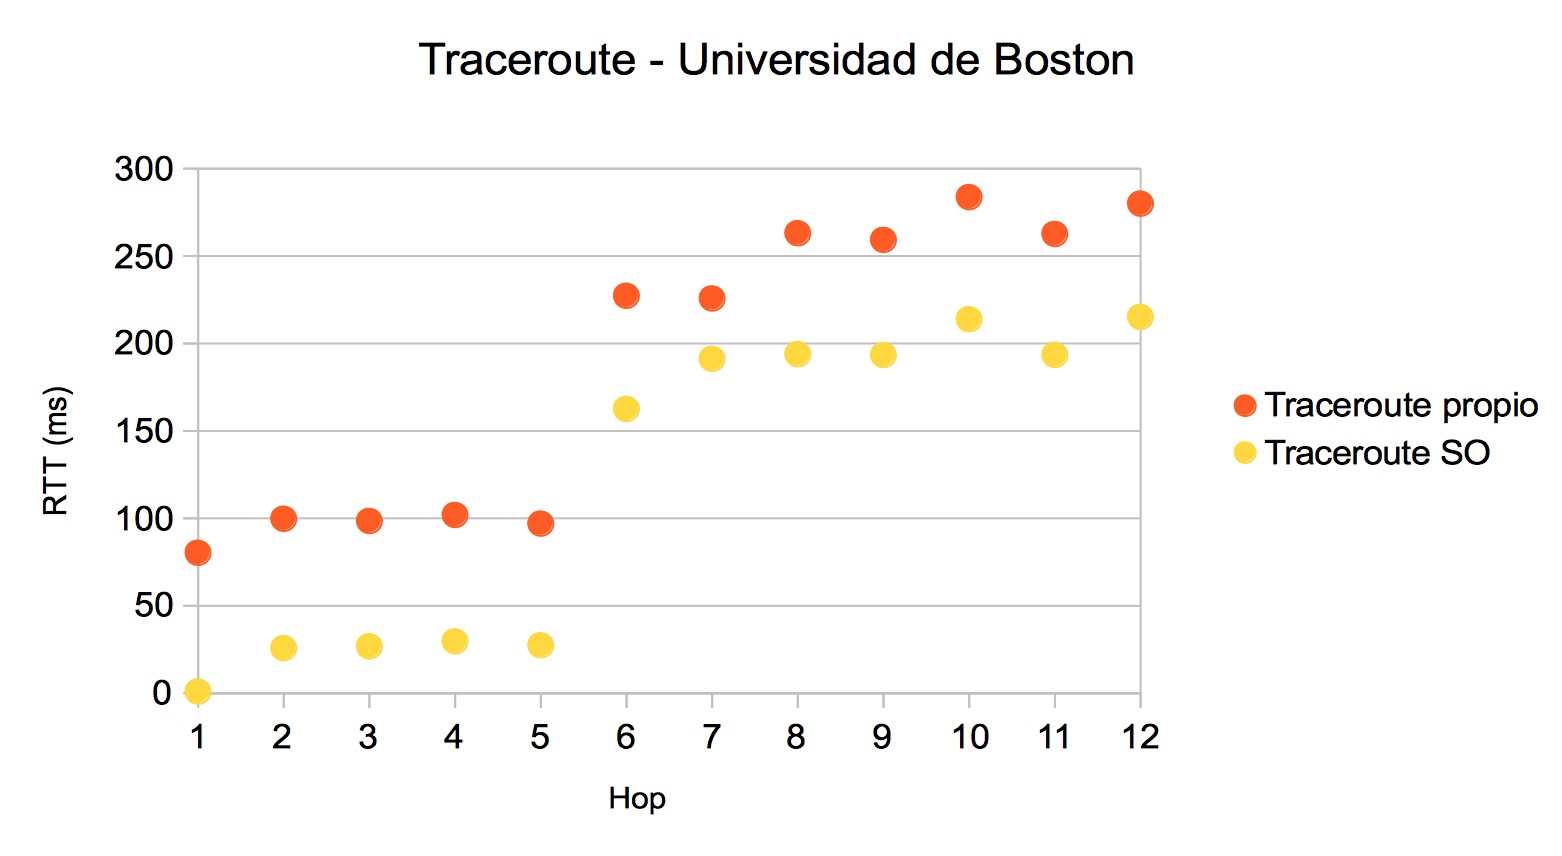 Traceroute - Universidad de Boston
300
250
200
150
100
50
0
RTT (ms)
1 2 3 4 5 6 7 8 9 10 11 12
Hop
Traceroute propio
Traceroute SO